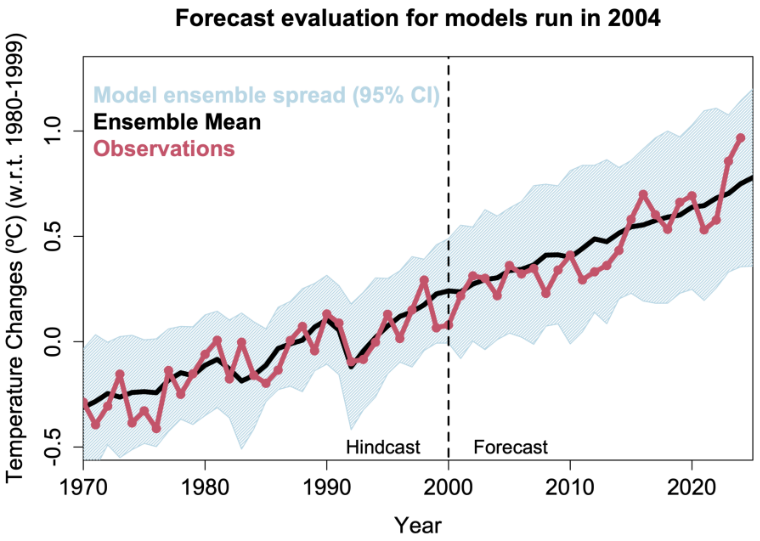 Forecast evaluation for models run in 2004
Temperature Changes (ºC) (w.r.t. 1980-1999)
Model ensemble spread (95% CI)
Ensemble Mean
Observations
1.0
0.5
0.0
-0.5
Hindcast
Forecast
1970
1980
1990
2000
2010
2020
Year